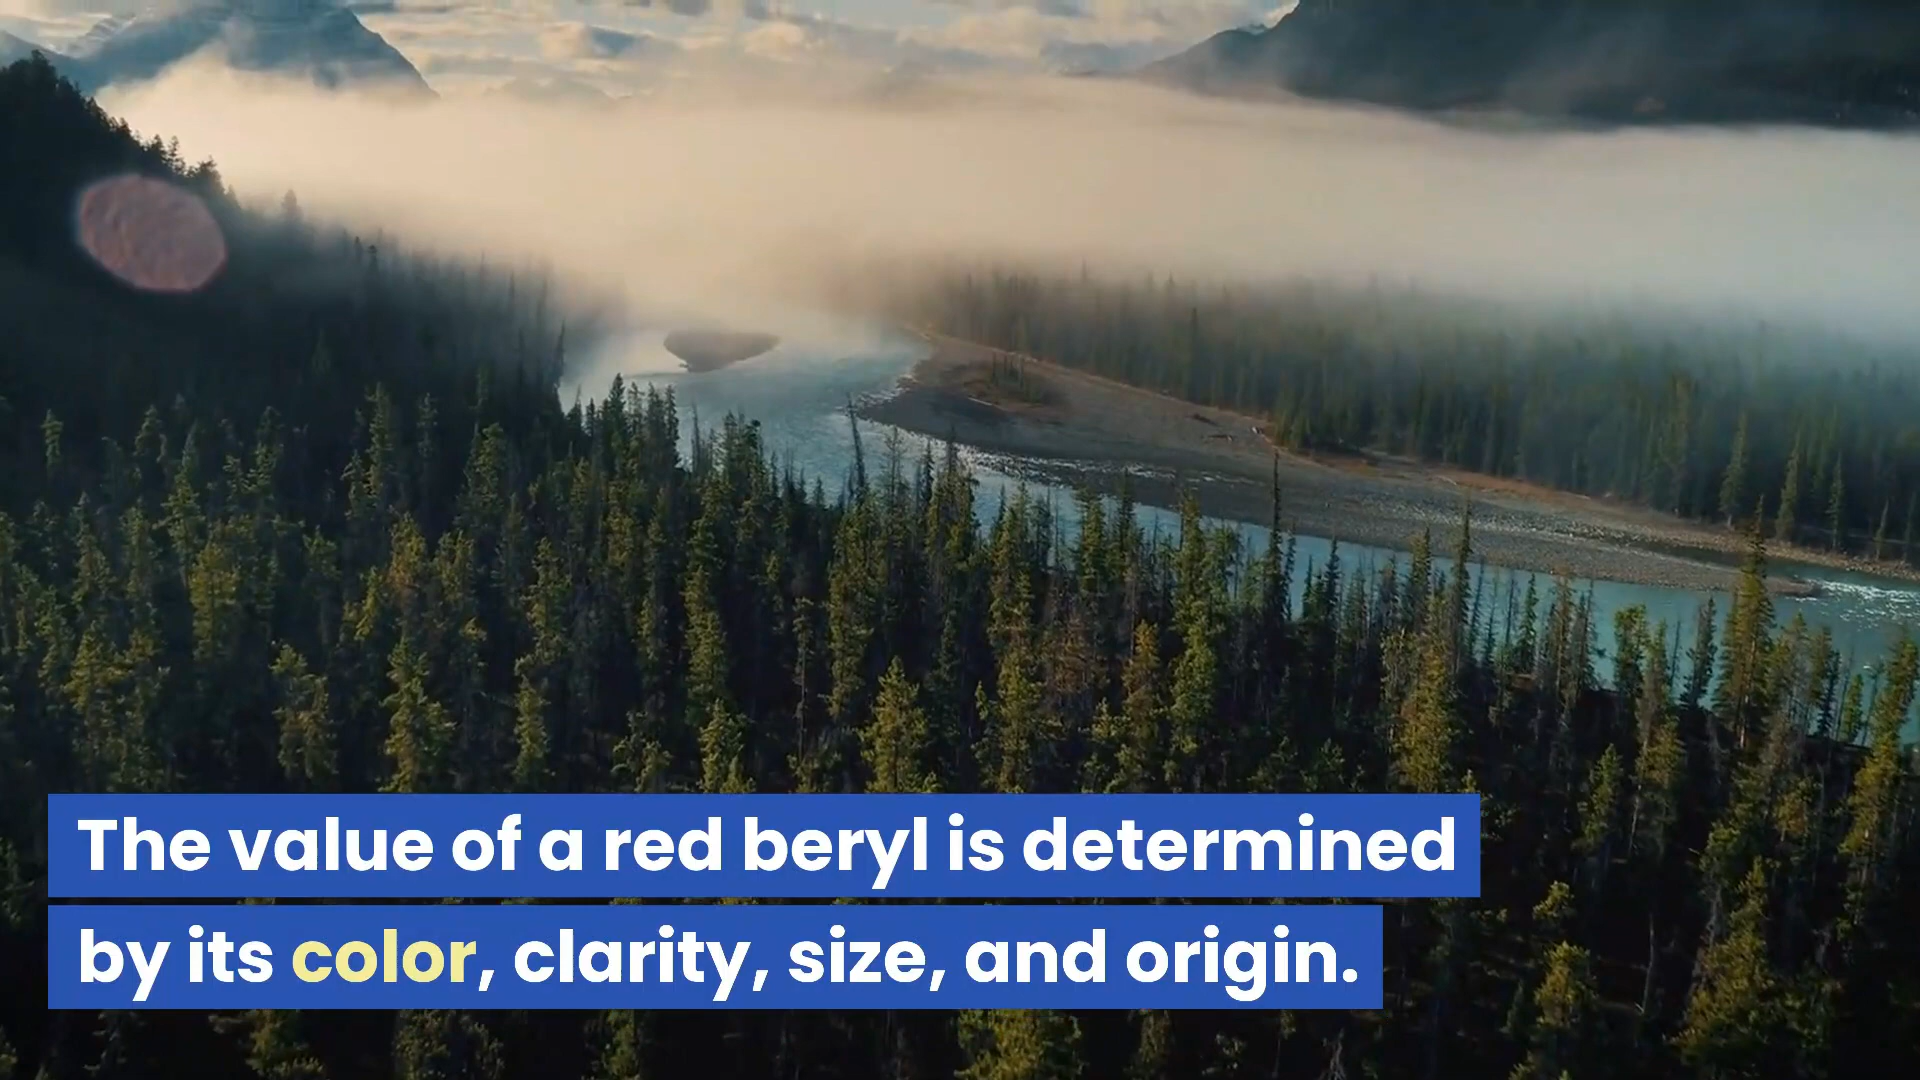 The value of a red beryl is determined
by its color, clarity, size, and origin.